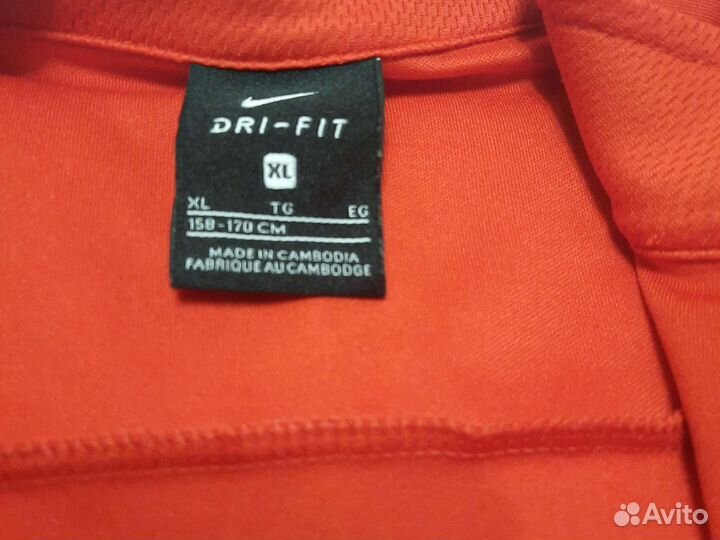 DRI-FIT
XL
XL TG EG
158-170 CM
MADE IN CAMBODIA
FABRIQUE AU CAMBODGE
Avito